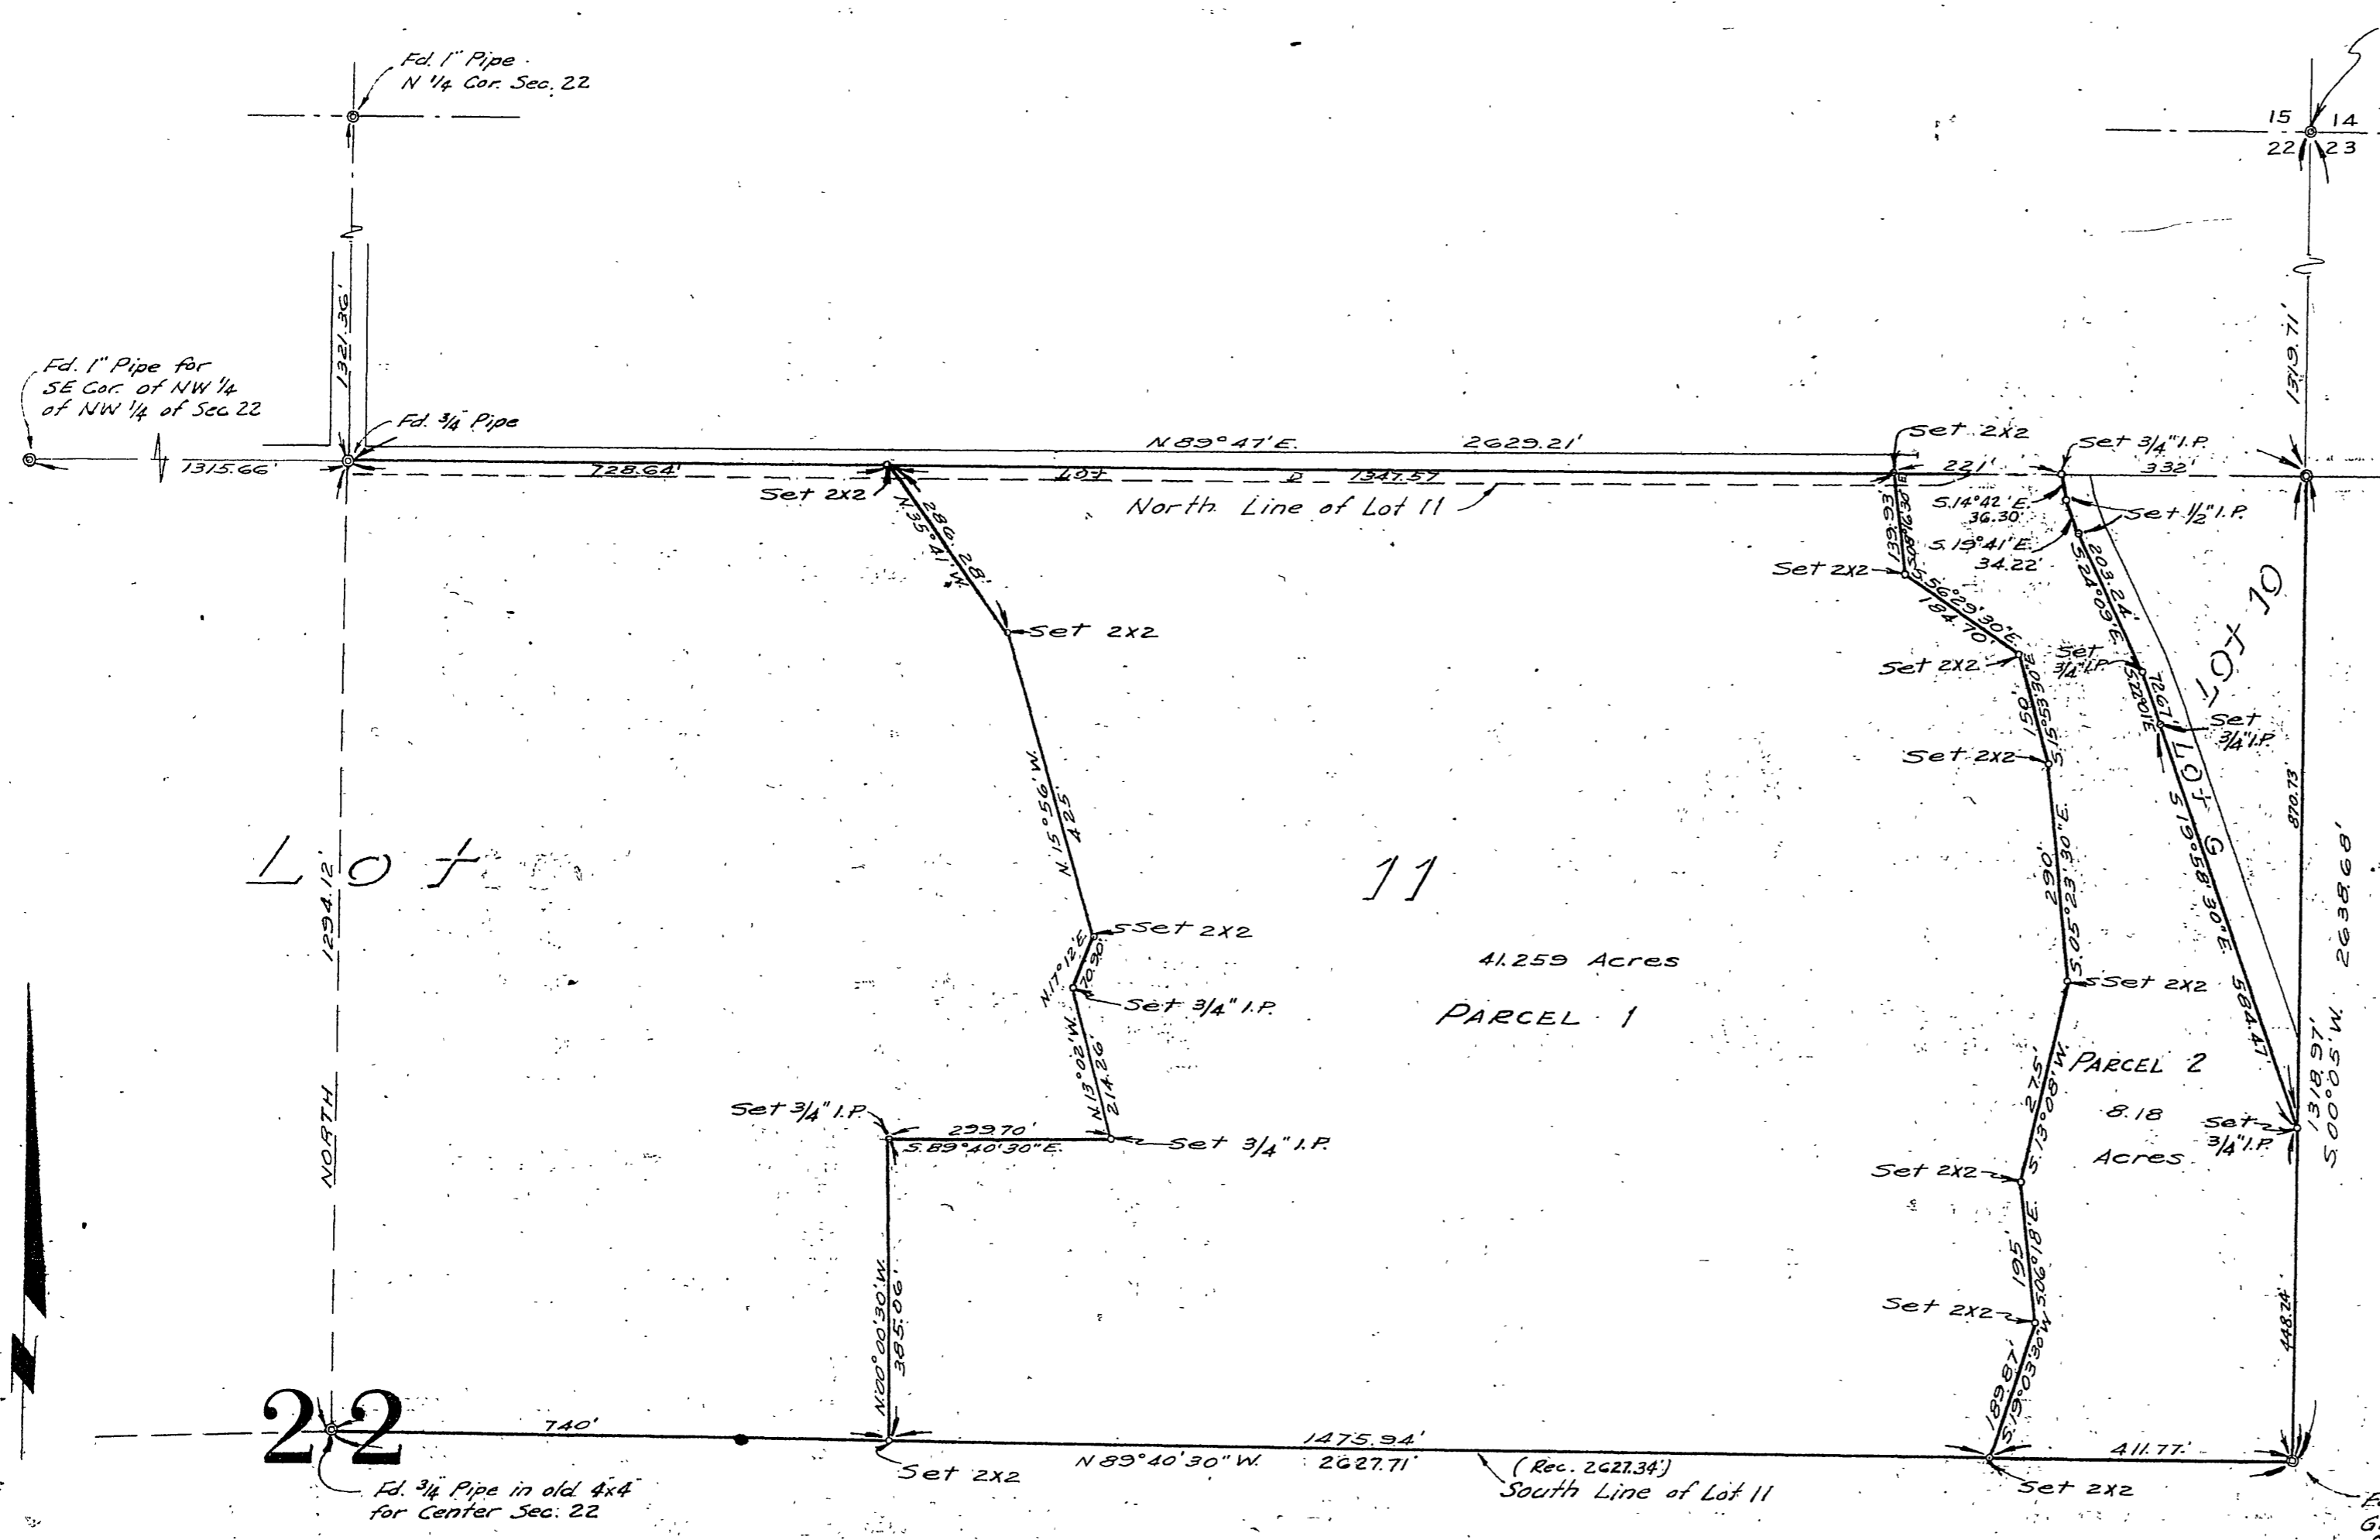 Fd. 1" Pipe
N 1/4 Cor. Sec. 22
15 14
22 23
1321.36'
1319.71'
Fd. 1" Pipe for
SE Cor. of NW 1/4
of NW 1/4 of Sec 22
Fd. 3/4" Pipe
1315.66'
728.64'
N.89°47'E. 2629.21'
Set 2x2
Lot D 1347.57
North Line of Lot 11
Set 2x2
221'
Set 3/4" I.P.
332'
S.14°42'E.
36.30'
Set 1/2" I.P.
S.19°41'E.
34.22'
139.93'
Set 2x2
S.56°29'30"E.
184.70'
203.24'
S.24°09'E.
Lot 10
286.28'
N.35°41'W.
Set 2x2
Set 2x2
Set
3/4" I.P.
S.15°53'30"E.
150'
72.67'
S.22°01'E.
Set
3/4" I.P.
Set 2x2
Lot G
S 19°58'30"E. 584.47'
870.73'
N.15°56'W.
425'
Lot 11
1294.12'
NORTH
S.05°23'30"E.
290'
Set 2x2
N.17°12'E.
70.90'
Set 3/4" I.P.
41.259 Acres
PARCEL 1
Set 2x2
N.13°02'W.
214.26'
275'
S.13°08'W.
PARCEL 2
8.18
Acres
Set
3/4" I.P.
1318.97'
S.00°05'W. 2638.68'
Set 3/4" I.P.
299.70'
S.89°40'30"E.
Set 3/4" I.P.
Set 2x2
195'
S.06°18'E.
N.00°00'30"W.
385.06'
Set 2x2
189.87'
S.19°03'30"W.
448.24'
22
740'
1475.94'
411.77'
Set 2x2
N 89°40'30"W. 2627.71'
(Rec. 2627.34')
South Line of Lot 11
Set 2x2
Fd. 3/4" Pipe in old 4x4
for Center Sec. 22